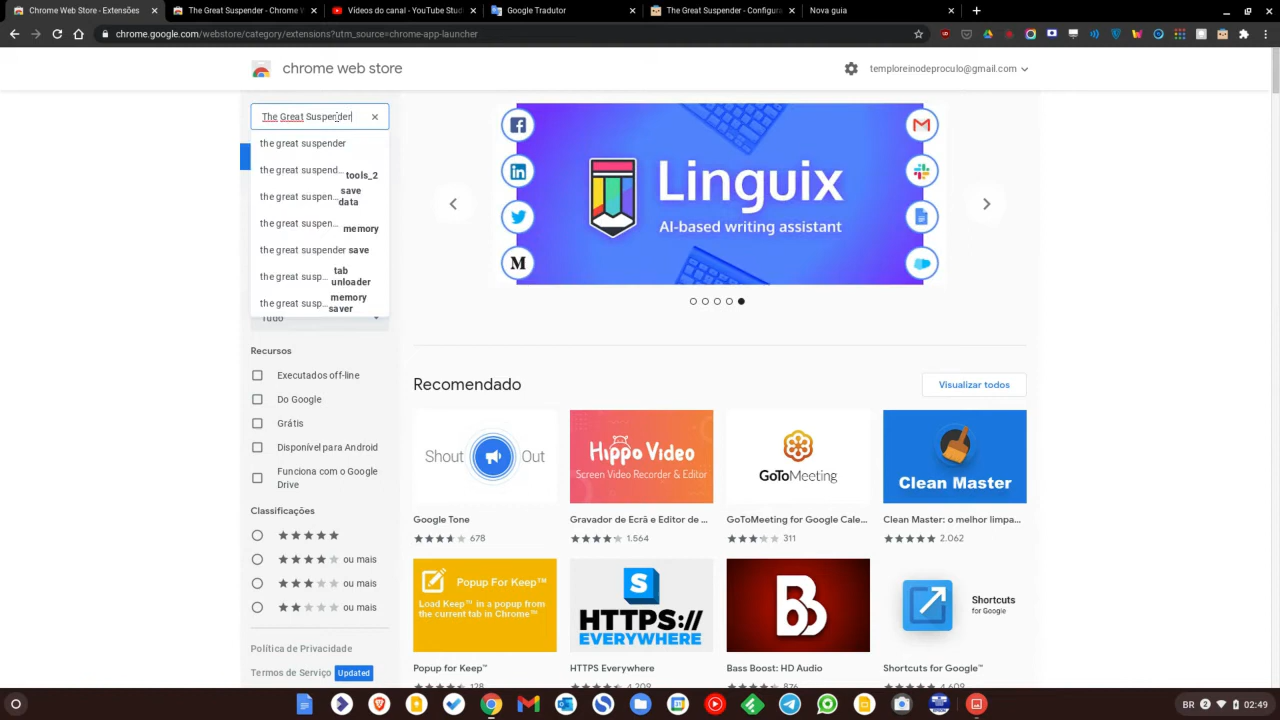 Chrome Web Store - Extensões
The Great Suspender - Chrome W
Vídeos do canal - YouTube Studi
Google Tradutor
The Great Suspender - Configura
Nova guia
chrome.google.com/webstore/category/extensions?utm_source=chrome-app-launcher
chrome web store
temploreinodeproculo@gmail.com
The Great Suspender
the great suspender
the great suspend... tools_2
the great suspen... save data
the great suspen... memory
the great suspender save
the great susp... tab unloader
the great susp... memory saver
Tudo
Recursos
Executados off-line
Do Google
Grátis
Disponível para Android
Funciona com o Google
Drive
Classificações
ou mais
ou mais
ou mais
Política de Privacidade
Termos de Serviço Updated
Linguix
AI-based writing assistant
M
Recomendado
Visualizar todos
Shout Out
Hippo Video
Screen Video Recorder & Editor
GoToMeeting
Clean Master
Google Tone
Gravador de Ecrã e Editor de ...
GoToMeeting for Google Cale...
Clean Master: o melhor limpa...
678
1.564
311
2.062
Popup For Keep™
Load Keep™ in a popup from
the current tab in Chrome™
S
HTTPS://
EVERYWHERE
B
Shortcuts
for Google
Popup for Keep™
HTTPS Everywhere
Bass Boost: HD Audio
Shortcuts for Google™
128
4.209
876
4.609
BR 2 02:49